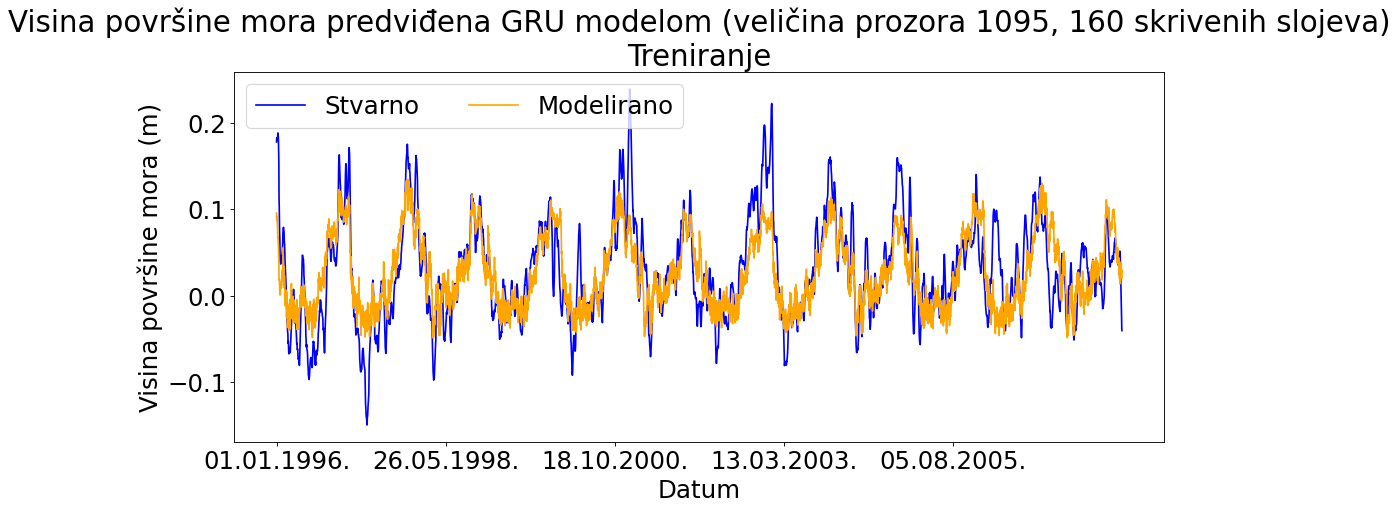 Visina površine mora predviđena GRU modelom (veličina prozora 1095, 160 skrivenih slojeva)
Treniranje
Stvarno
Modelirano
Visina površine mora (m)
0.2
0.1
0.0
−0.1
01.01.1996.
26.05.1998.
18.10.2000.
13.03.2003.
05.08.2005.
Datum